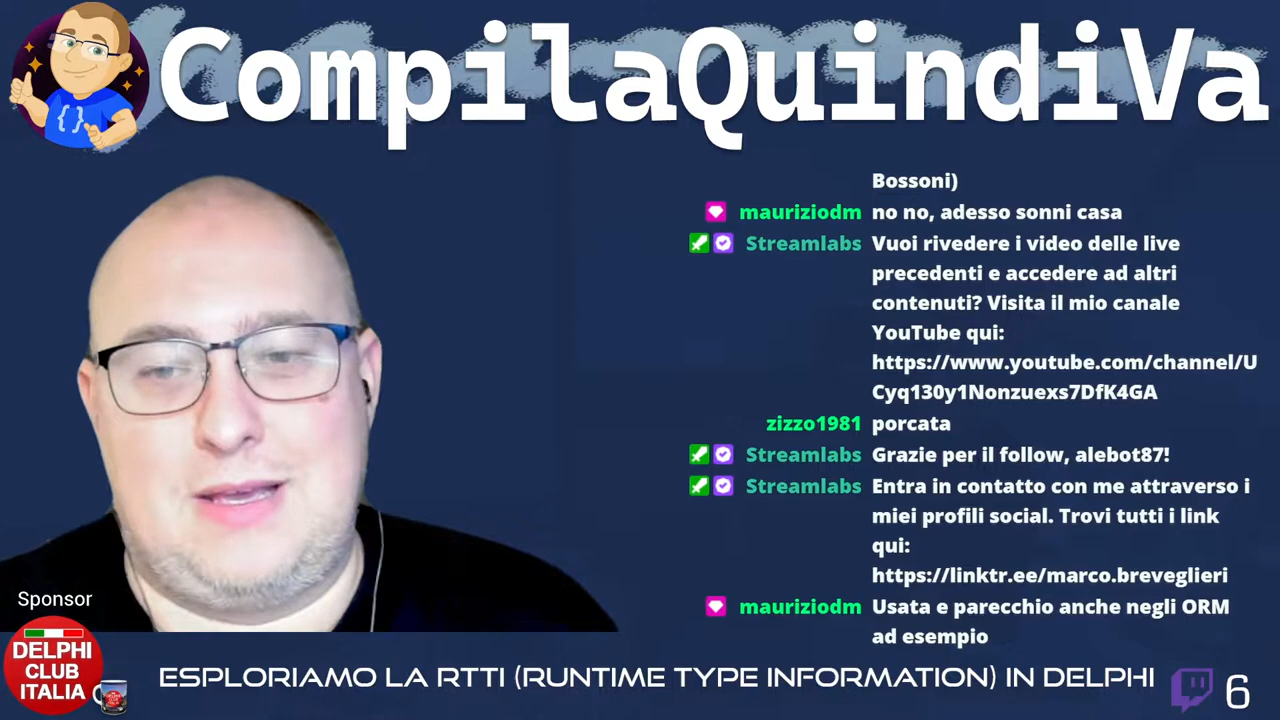 CompilaQuindiVa
{ }
Bossoni)
mauriziodm no no, adesso sonni casa
Streamlabs Vuoi rivedere i video delle live
precedenti e accedere ad altri
contenuti? Visita il mio canale
YouTube qui:
https://www.youtube.com/channel/U
Cyq130y1Nonzuexs7DfK4GA
zizzo1981 porcata
Streamlabs Grazie per il follow, alebot87!
Streamlabs Entra in contatto con me attraverso i
miei profili social. Trovi tutti i link
qui:
https://linktr.ee/marco.breveglieri
mauriziodm Usata e parecchio anche negli ORM
ad esempio
Sponsor
DELPHI
CLUB
ITALIA
ESPLORIAMO LA RTTI (RUNTIME TYPE INFORMATION) IN DELPHI
6